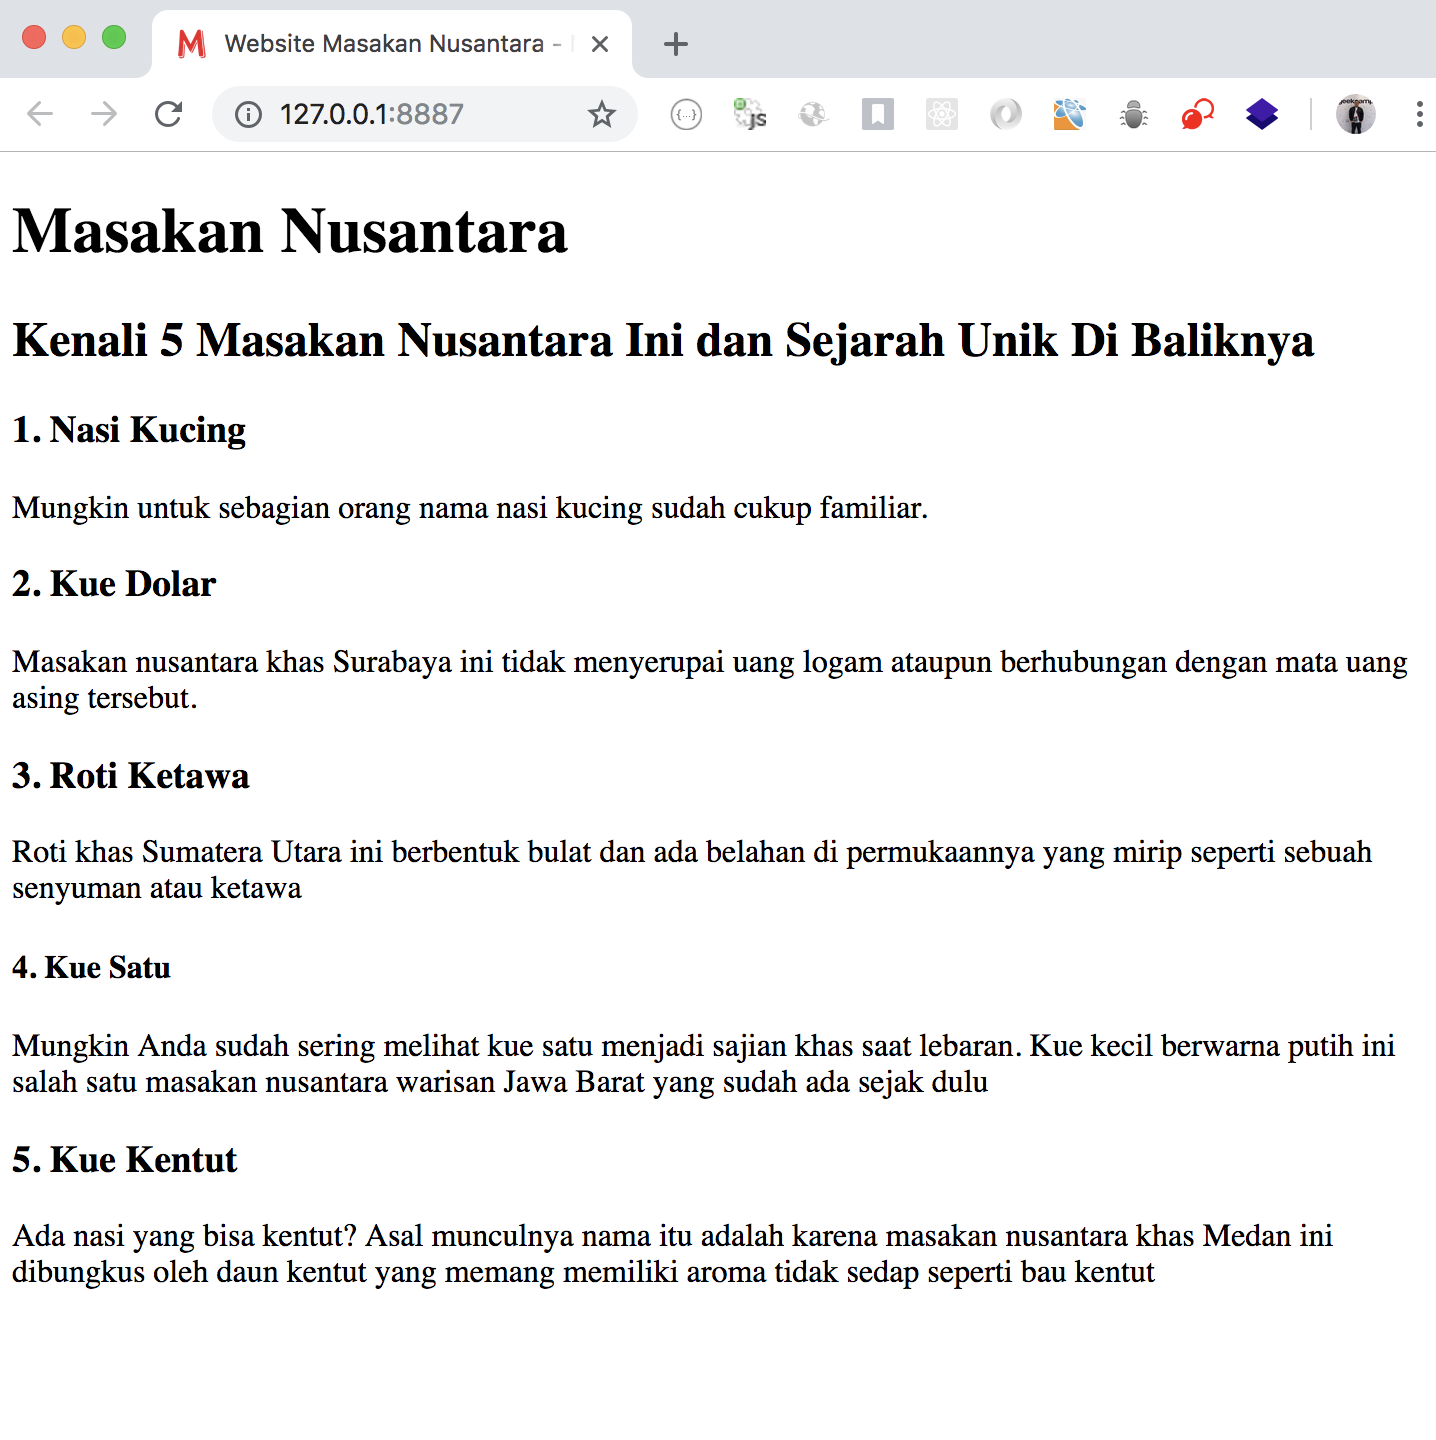 Website Masakan Nusantara -
127.0.0.1:8887
{...}
JS
Masakan Nusantara
Kenali 5 Masakan Nusantara Ini dan Sejarah Unik Di Baliknya
1. Nasi Kucing
Mungkin untuk sebagian orang nama nasi kucing sudah cukup familiar.
2. Kue Dolar
Masakan nusantara khas Surabaya ini tidak menyerupai uang logam ataupun berhubungan dengan mata uang
asing tersebut.
3. Roti Ketawa
Roti khas Sumatera Utara ini berbentuk bulat dan ada belahan di permukaannya yang mirip seperti sebuah
senyuman atau ketawa
4. Kue Satu
Mungkin Anda sudah sering melihat kue satu menjadi sajian khas saat lebaran. Kue kecil berwarna putih ini
salah satu masakan nusantara warisan Jawa Barat yang sudah ada sejak dulu
5. Kue Kentut
Ada nasi yang bisa kentut? Asal munculnya nama itu adalah karena masakan nusantara khas Medan ini
dibungkus oleh daun kentut yang memang memiliki aroma tidak sedap seperti bau kentut